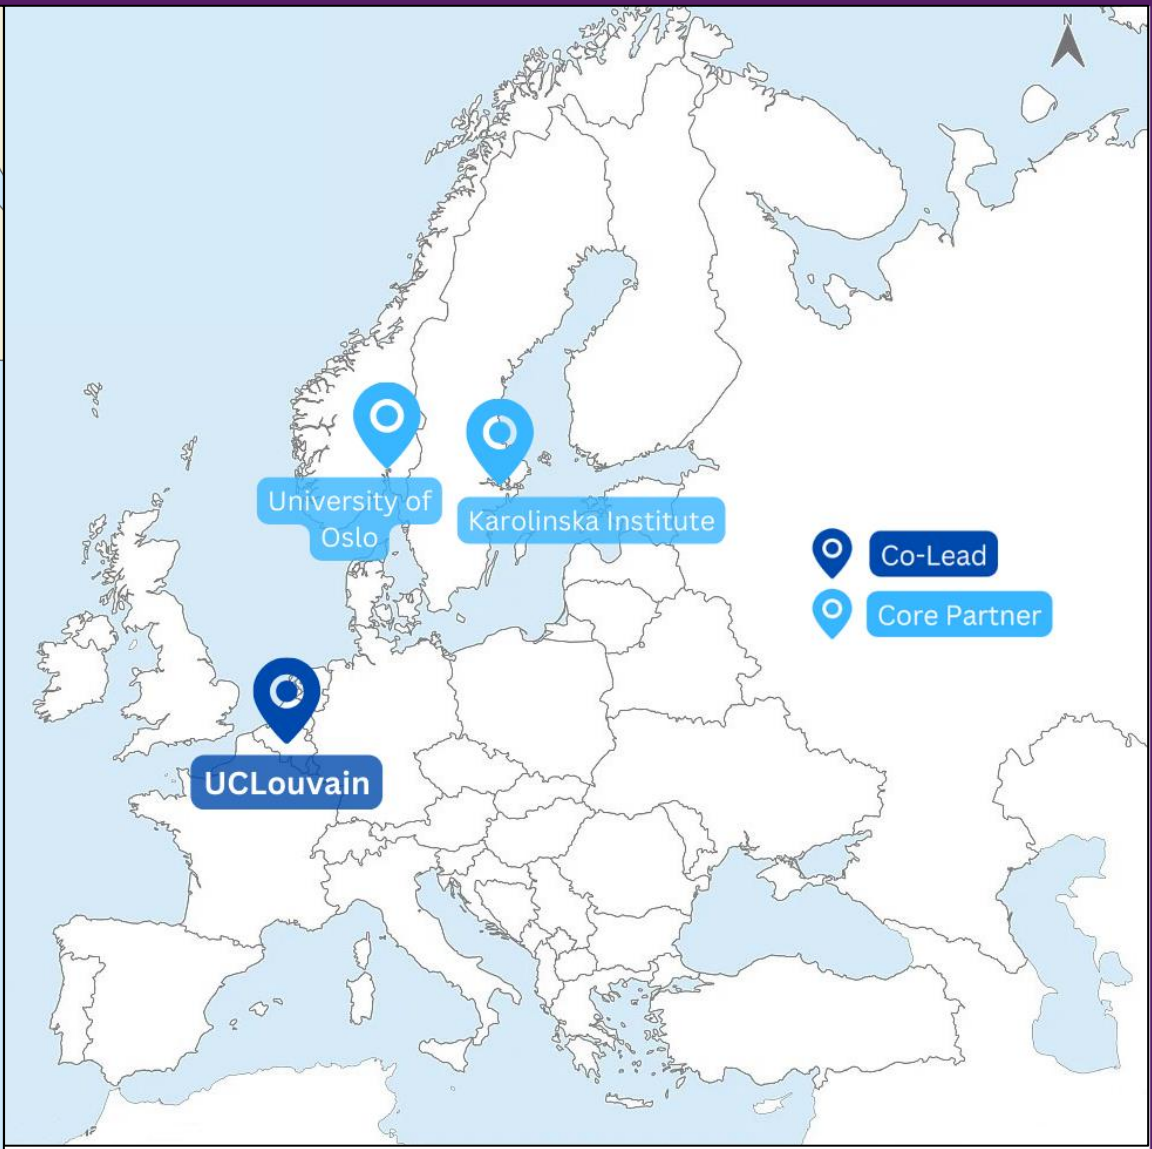 N
University of
Oslo
Karolinska Institute
Co-Lead
Core Partner
UCLouvain